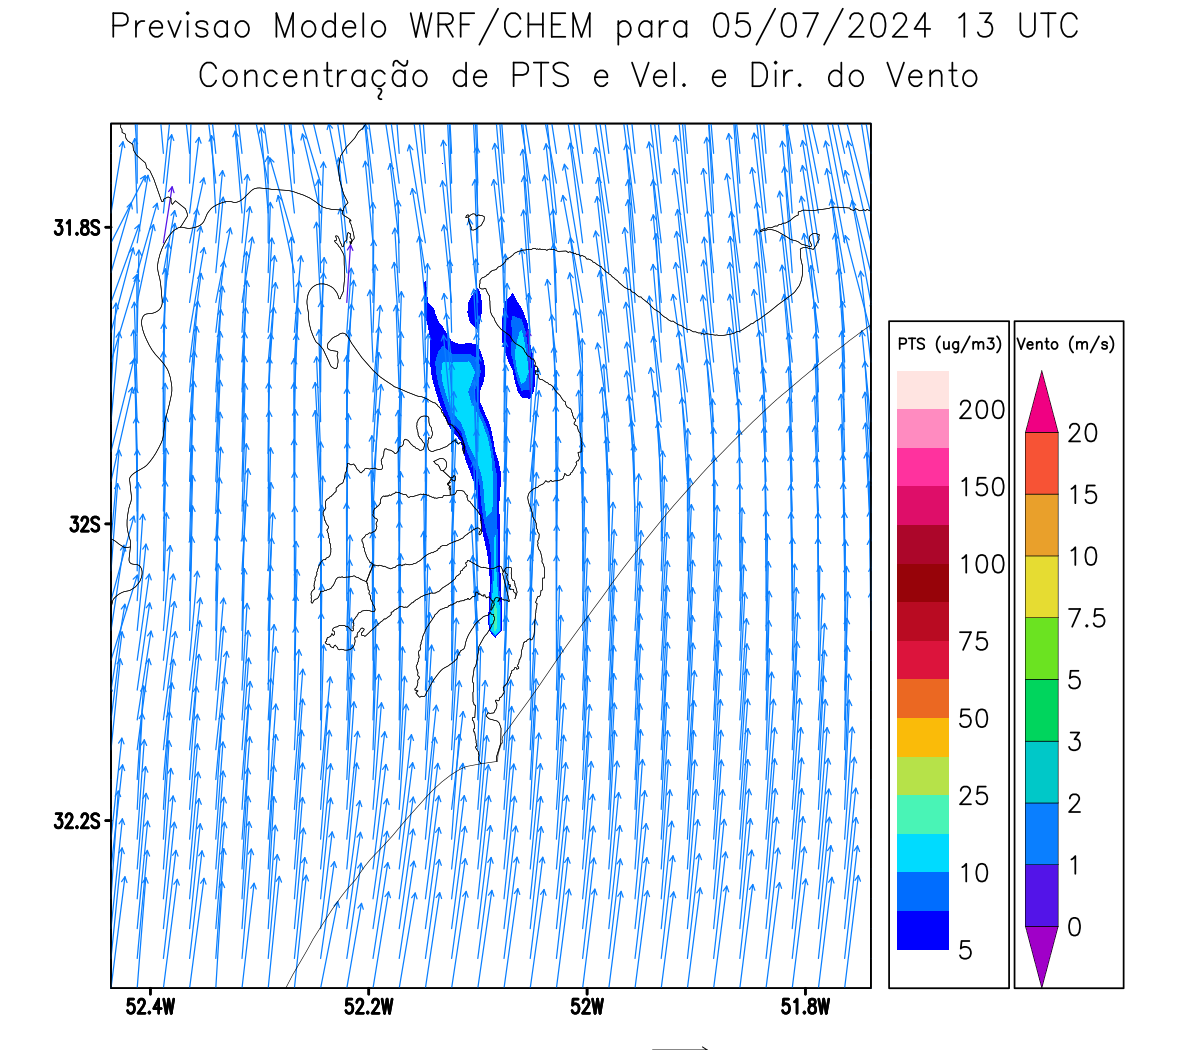 Previsao Modelo WRF/CHEM para 05/07/2024 13 UTC
Concentração de PTS e Vel. e Dir. do Vento
31.8S
32S
32.2S
52.4W 52.2W 52W 51.8W
PTS (ug/m3)
200
150
100
75
50
25
10
5
Vento (m/s)
20
15
10
7.5
5
3
2
1
0